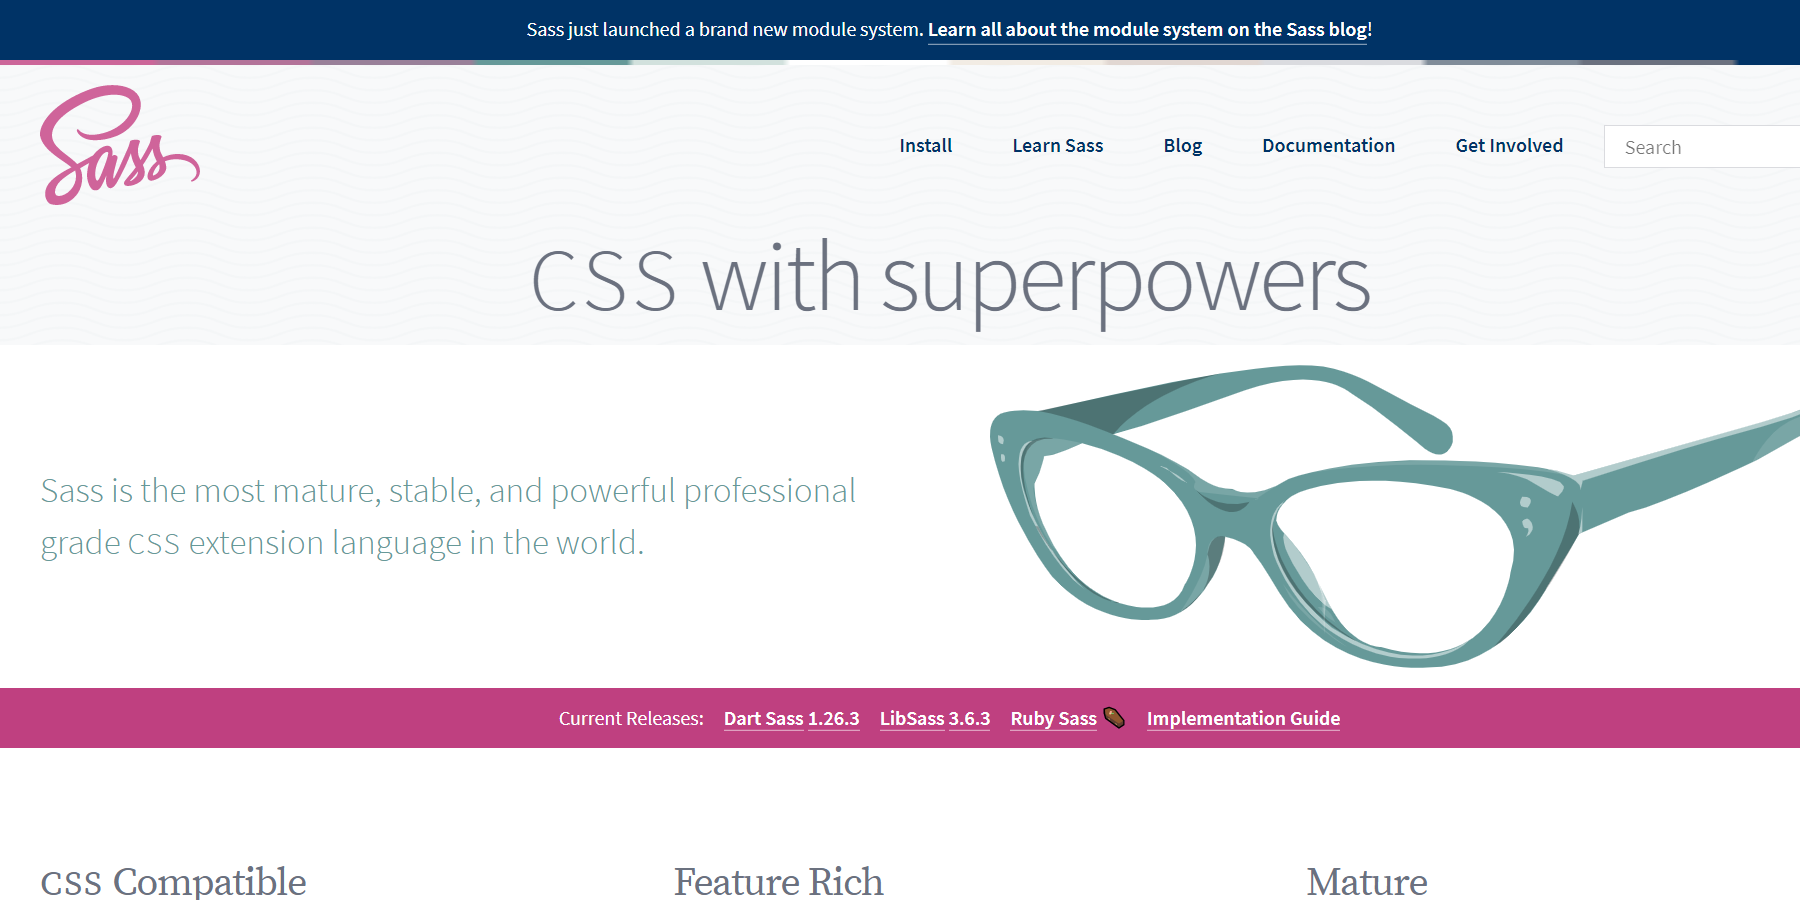 Sass just launched a brand new module system. Learn all about the module system on the Sass blog!
Sass
Install
Learn Sass
Blog
Documentation
Get Involved
Search
CSS with superpowers
Sass is the most mature, stable, and powerful professional
grade CSS extension language in the world.
Current Releases: Dart Sass 1.26.3 LibSass 3.6.3 Ruby Sass ⚰ Implementation Guide
CSS Compatible
Feature Rich
Mature